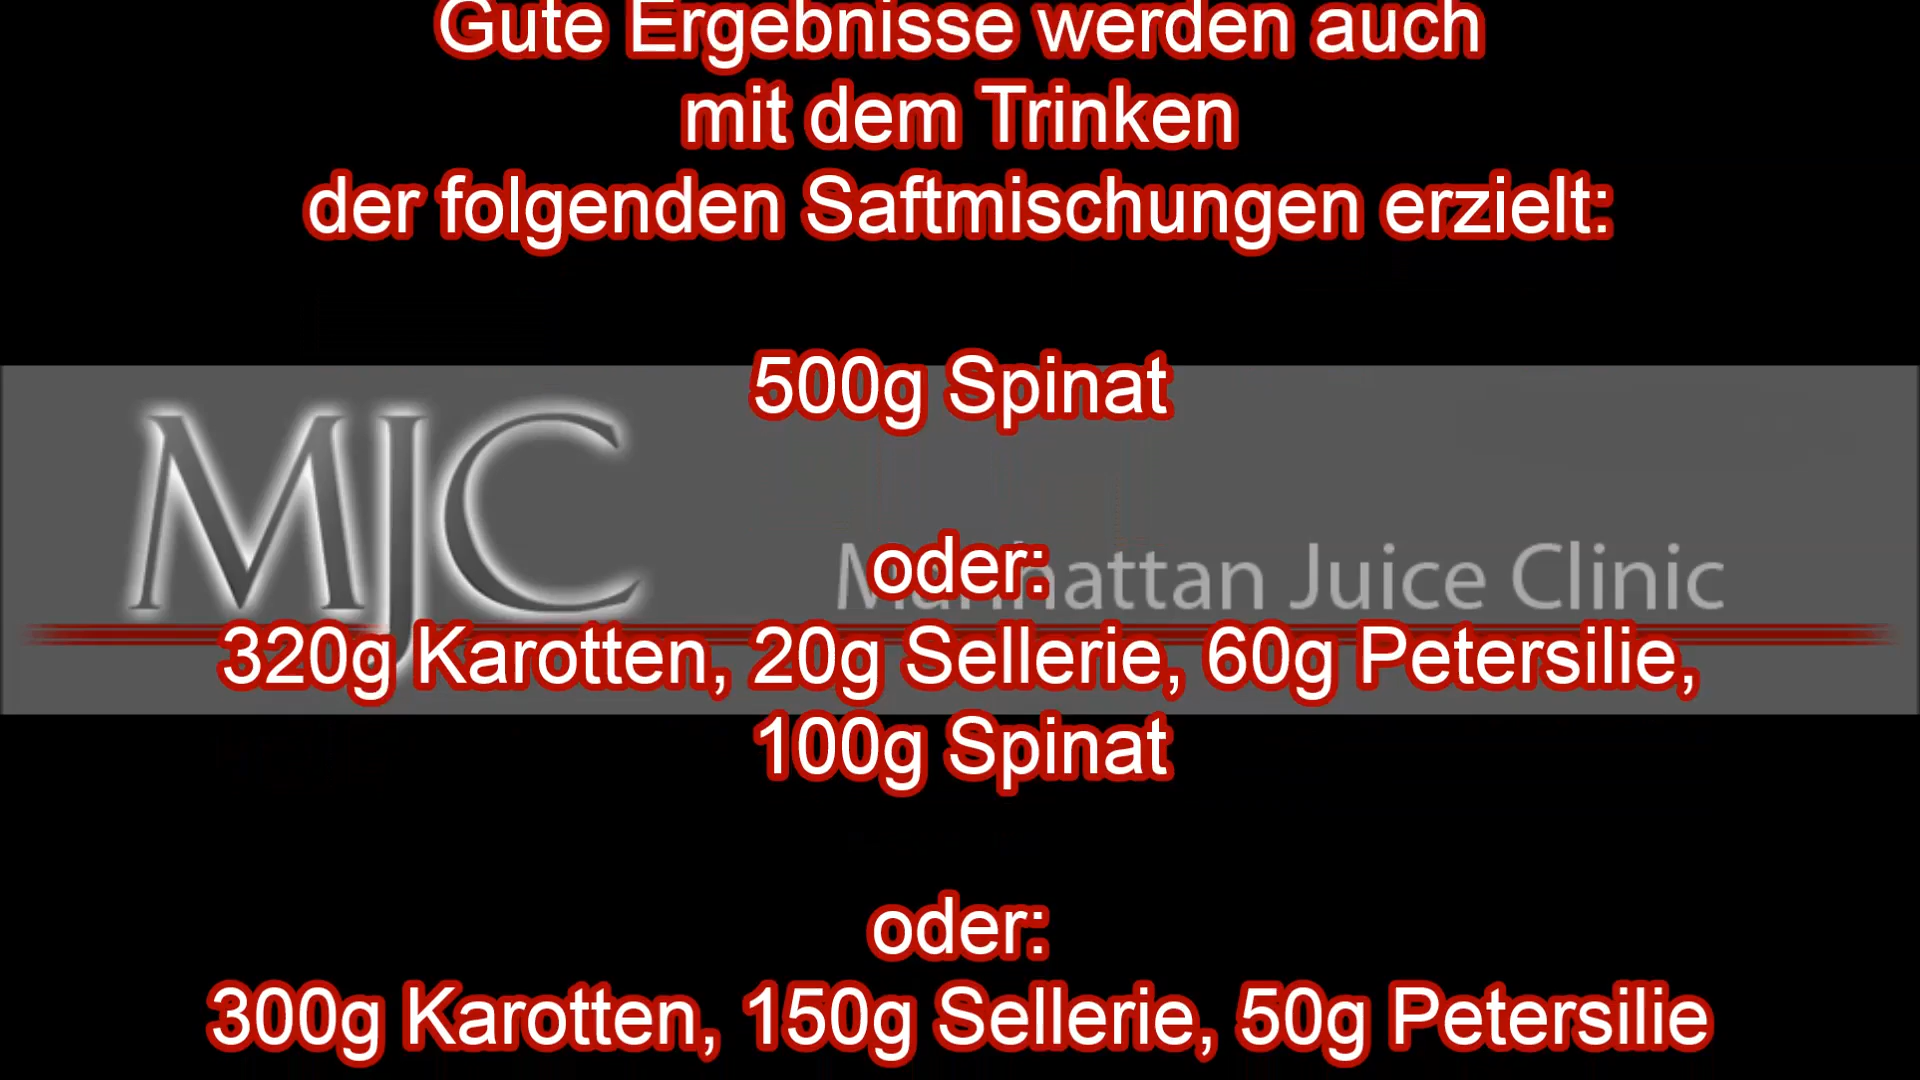 Gute Ergebnisse werden auch
mit dem Trinken
der folgenden Saftmischungen erzielt:
500g Spinat
MJC
oder:
Manhattan Juice Clinic
320g Karotten, 20g Sellerie, 60g Petersilie,
100g Spinat
oder:
300g Karotten, 150g Sellerie, 50g Petersilie